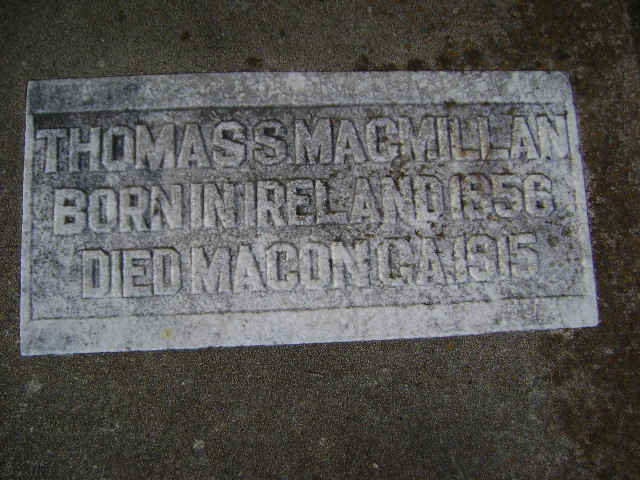 THOMAS S MACMILLAN
BORN IN IRELAND 1856
DIED MACON GA 1915